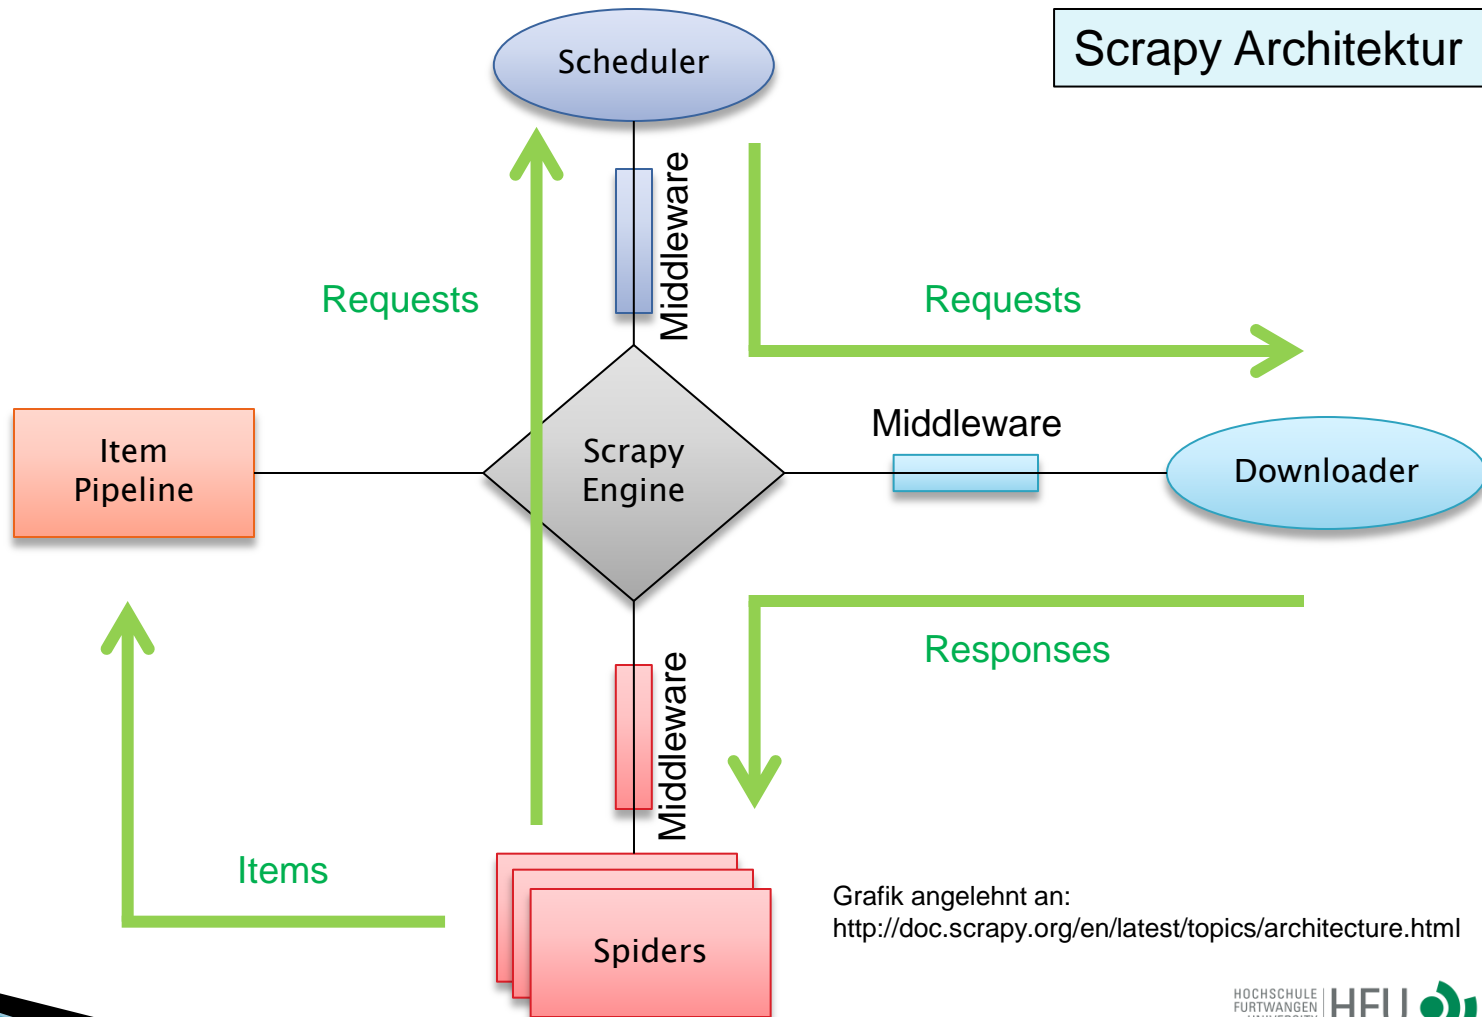 Scrapy Architektur
Scheduler
Middleware
Requests
Requests
Item
Pipeline
Scrapy
Engine
Middleware
Downloader
Responses
Middleware
Items
Spiders
Grafik angelehnt an:
http://doc.scrapy.org/en/latest/topics/architecture.html
HOCHSCHULE
FURTWANGEN
UNIVERSITY
HFU